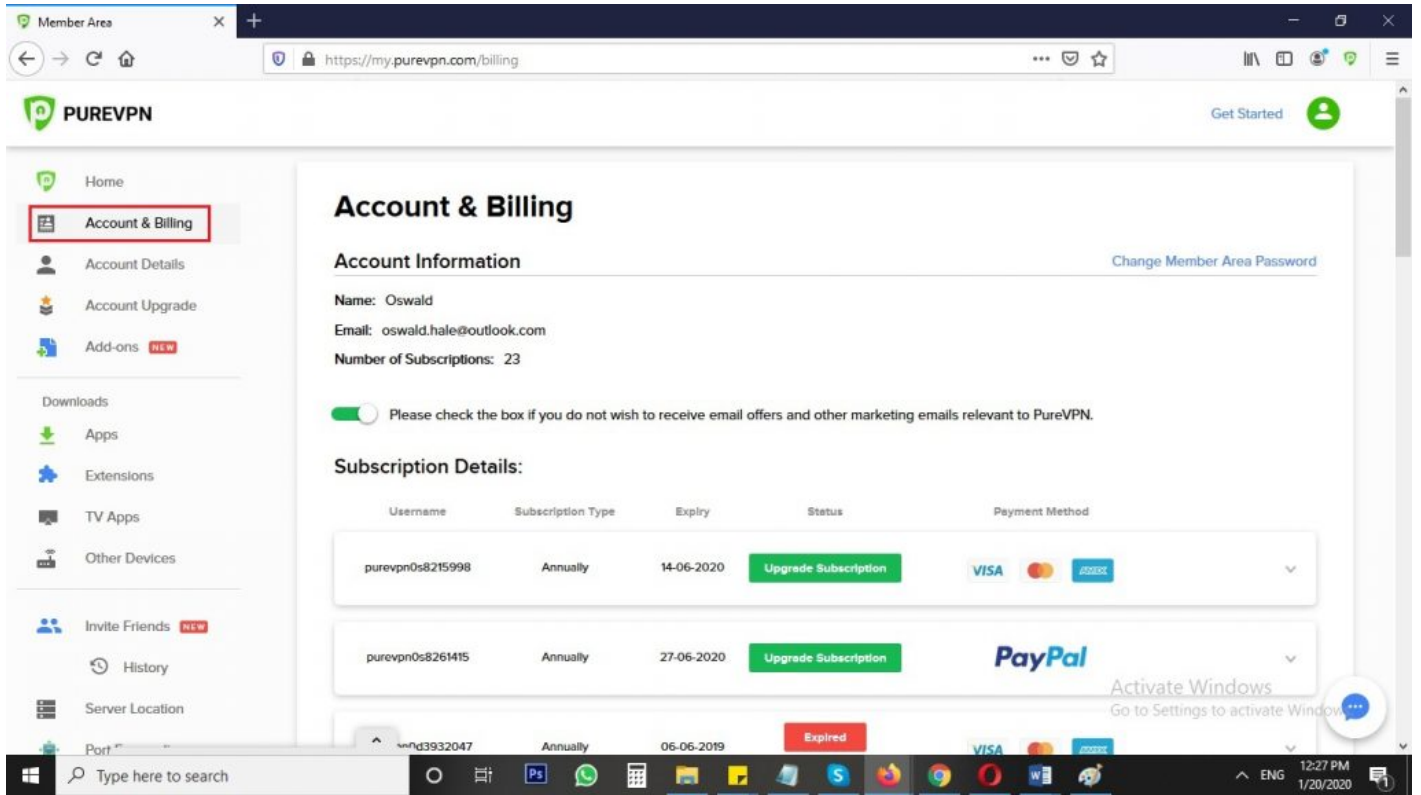 Member Area
https://my.purevpn.com/billing
PUREVPN
Get Started
Home
Account & Billing
Account Details
Account Upgrade
Add-ons NEW
Downloads
Apps
Extensions
TV Apps
Other Devices
Invite Friends NEW
History
Server Location
Port
Account & Billing
Account Information
Change Member Area Password
Name: Oswald
Email: oswald.hale@outlook.com
Number of Subscriptions: 23
Please check the box if you do not wish to receive email offers and other marketing emails relevant to PureVPN.
Subscription Details:
Username Subscription Type Expiry Status Payment Method
purevpn0s8215998 Annually 14-06-2020 Upgrade Subscription VISA AMEX
purevpn0s8261415 Annually 27-06-2020 Upgrade Subscription PayPal
0d3932047 Annually 06-06-2019 Expired VISA
Activate Windows
Go to Settings to activate Window
Type here to search
Ps
S
W
ENG
12:27 PM
1/20/2020
1